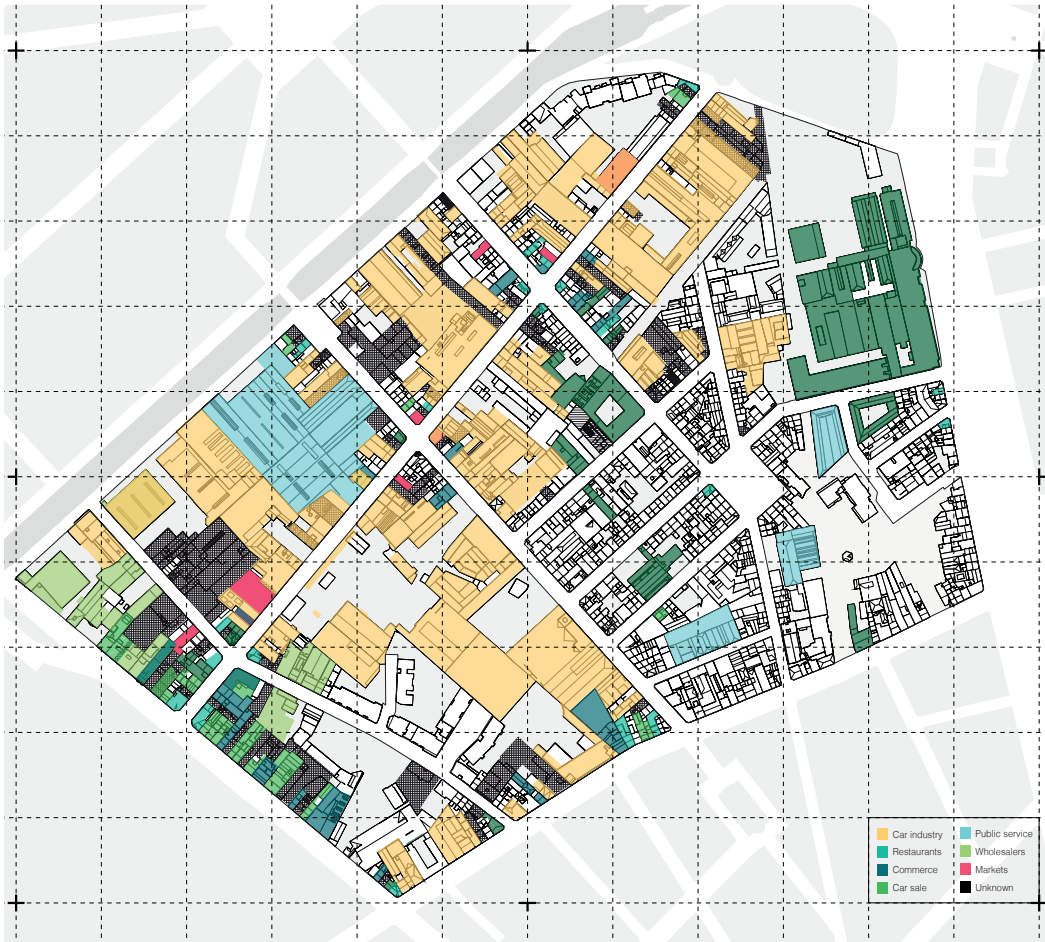 Car industry
Restaurants
Commerce
Car sale
Public service
Wholesalers
Markets
Unknown